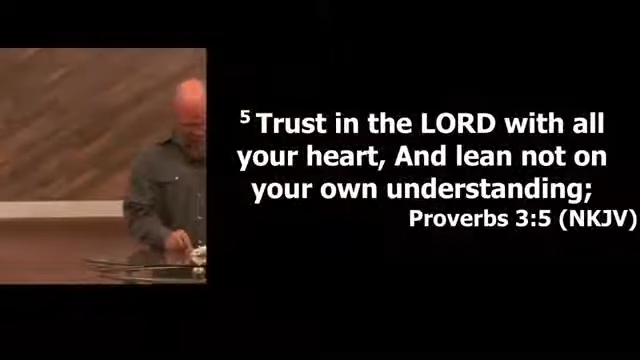 5 Trust in the LORD with all
your heart, And lean not on
your own understanding;
Proverbs 3:5 (NKJV)